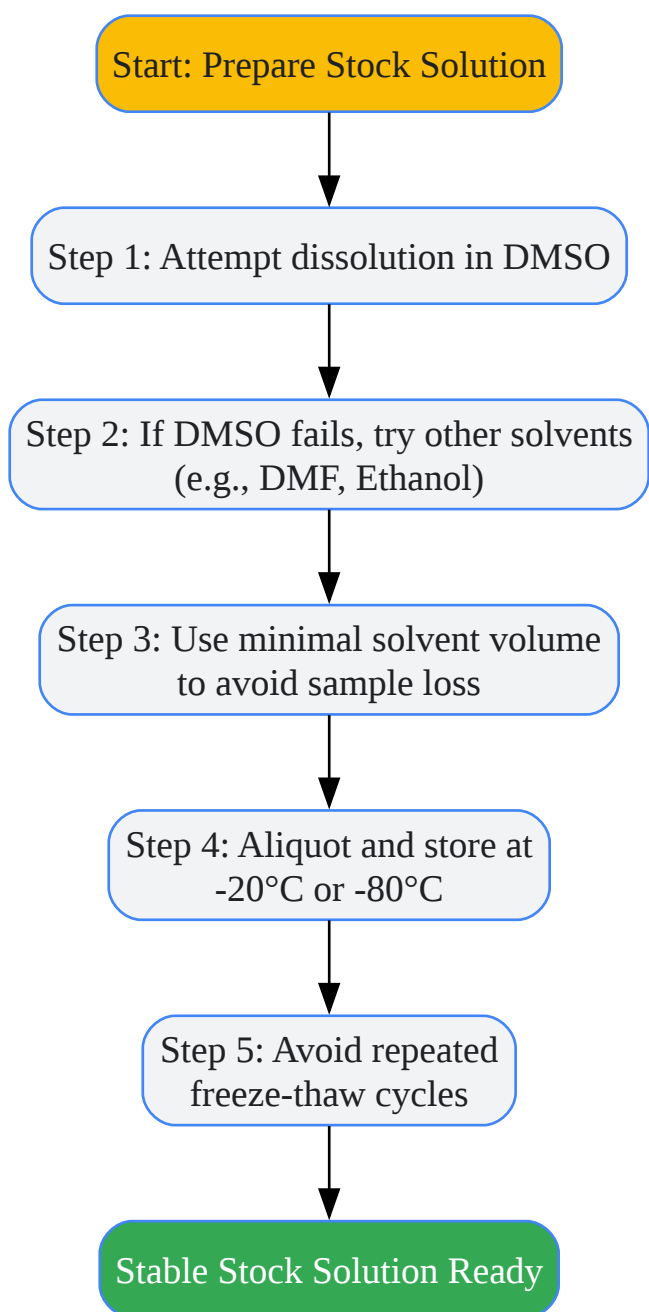 Start: Prepare Stock Solution
Step 1: Attempt dissolution in DMSO
Step 2: If DMSO fails, try other solvents
(e.g., DMF, Ethanol)
Step 3: Use minimal solvent volume
to avoid sample loss
Step 4: Aliquot and store at
-20°C or -80°C
Step 5: Avoid repeated
freeze-thaw cycles
Stable Stock Solution Ready